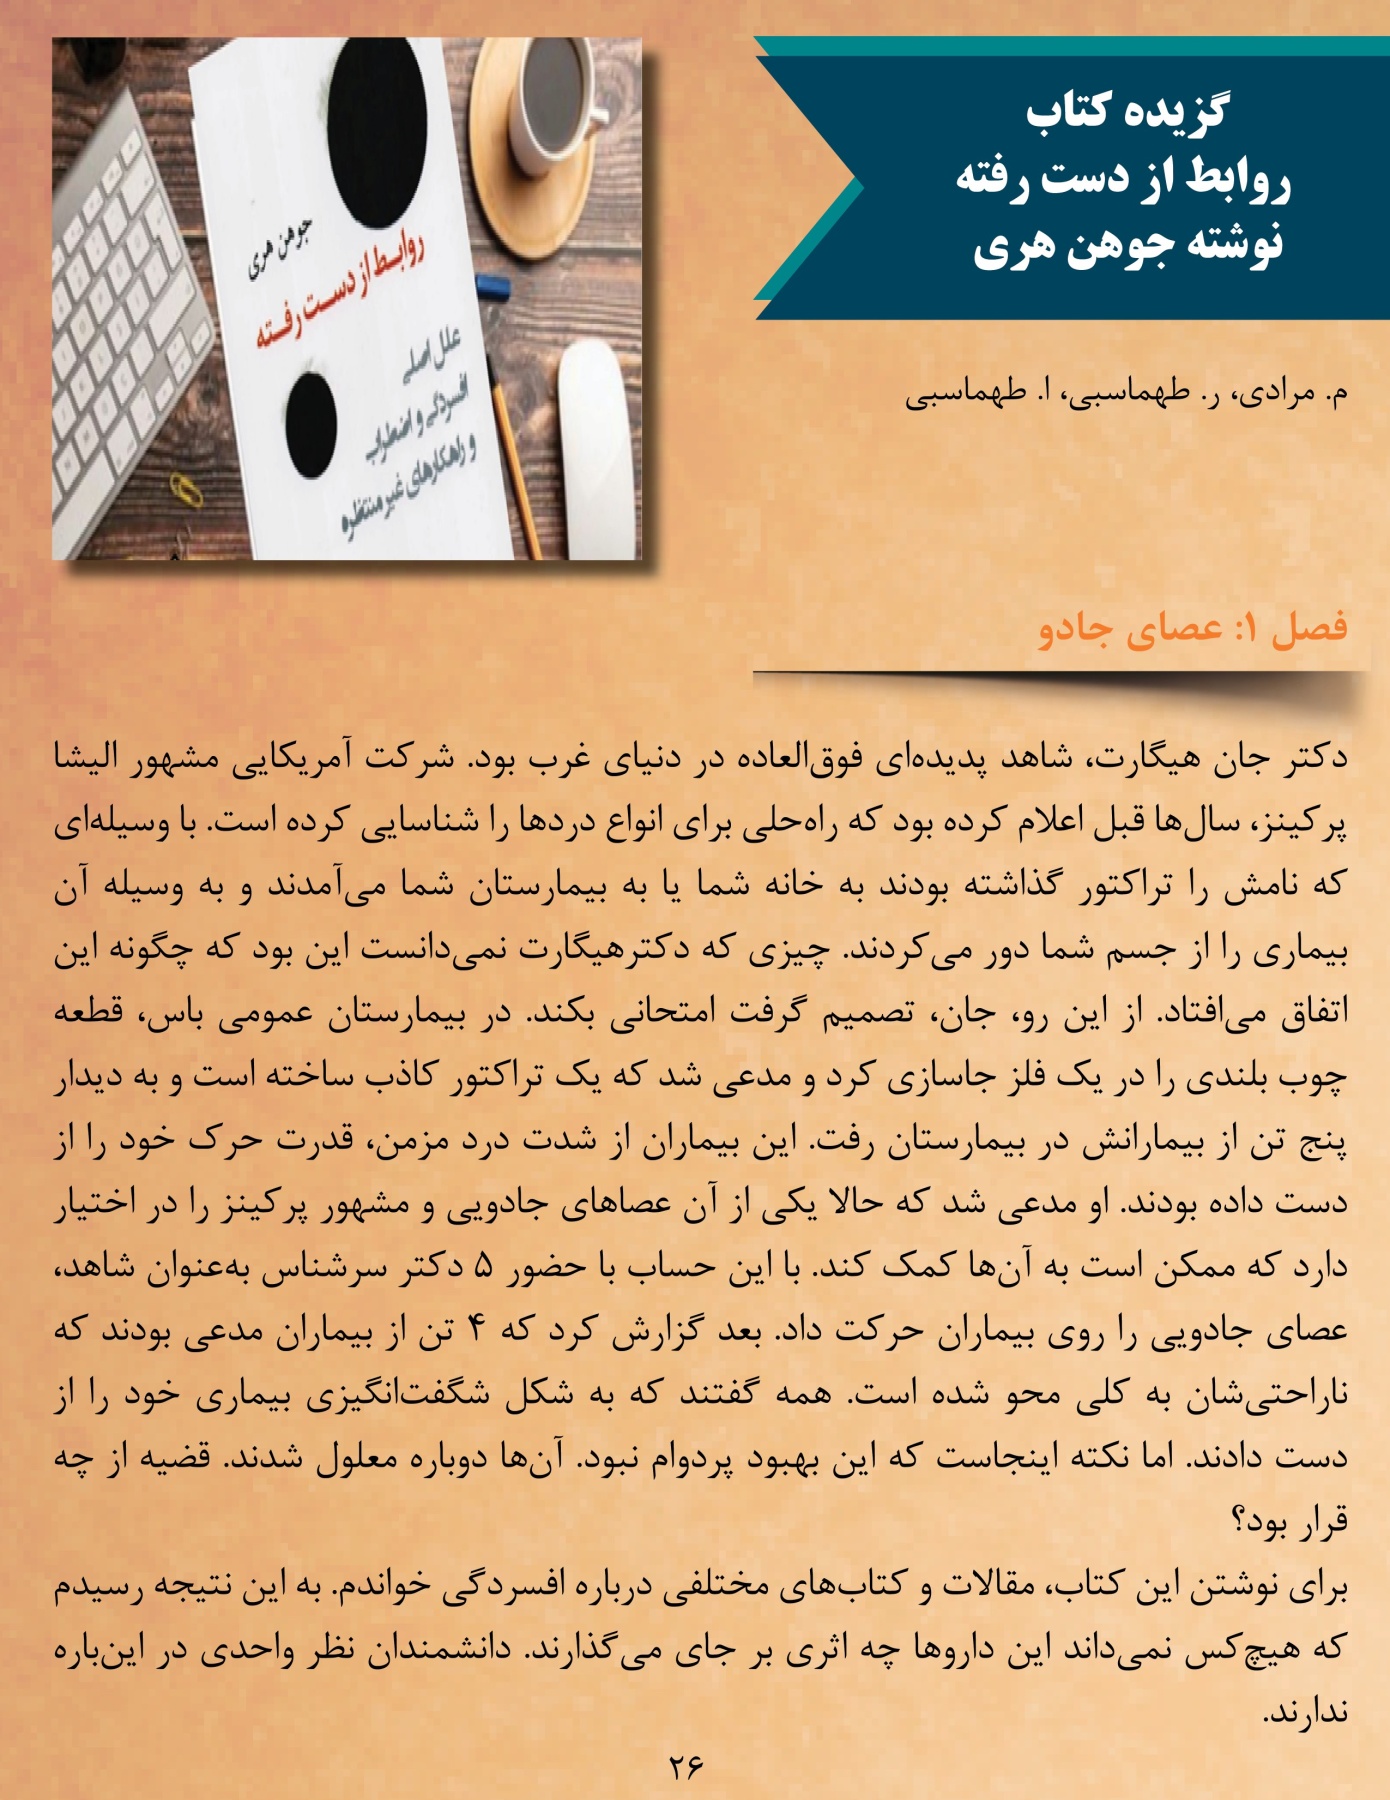 گزیده کتاب
روابط از دست رفته
نوشته جوهن هری
جوهن هری
روابط از دست رفته
علل اصلی
افسردگی و اضطراب
و راهکارهای غیرمنتظره
م. مرادی، ر. طهماسبی، ا. طهماسبی
فصل ۱: عصای جادو
دکتر جان هیگارت، شاهد پدیده‌ای فوق‌العاده در دنیای غرب بود. شرکت آمریکایی مشهور الیشا
پرکینز، سال‌ها قبل اعلام کرده بود که راه‌حلی برای انواع دردها را شناسایی کرده است. با وسیله‌ای
که نامش را تراکتور گذاشته بودند به خانه شما یا به بیمارستان شما می‌آمدند و به وسیله آن
بیماری را از جسم شما دور می‌کردند. چیزی که دکترهیگارت نمی‌دانست این بود که چگونه این
اتفاق می‌افتاد. از این رو، جان، تصمیم گرفت امتحانی بکند. در بیمارستان عمومی باس، قطعه
چوب بلندی را در یک فلز جاسازی کرد و مدعی شد که یک تراکتور کاذب ساخته است و به دیدار
پنج تن از بیمارانش در بیمارستان رفت. این بیماران از شدت درد مزمن، قدرت حرک خود را از
دست داده بودند. او مدعی شد که حالا یکی از آن عصاهای جادویی و مشهور پرکینز را در اختیار
دارد که ممکن است به آن‌ها کمک کند. با این حساب با حضور ۵ دکتر سرشناس به‌عنوان شاهد،
عصای جادویی را روی بیماران حرکت داد. بعد گزارش کرد که ۴ تن از بیماران مدعی بودند که
ناراحتی‌شان به کلی محو شده است. همه گفتند که به شکل شگفت‌انگیزی بیماری خود را از
دست دادند. اما نکته اینجاست که این بهبود پردوام نبود. آن‌ها دوباره معلول شدند. قضیه از چه
قرار بود؟
برای نوشتن این کتاب، مقالات و کتاب‌های مختلفی درباره افسردگی خواندم. به این نتیجه رسیدم
که هیچ‌کس نمی‌داند این داروها چه اثری بر جای می‌گذارند. دانشمندان نظر واحدی در این‌باره
ندارند.
۲۶